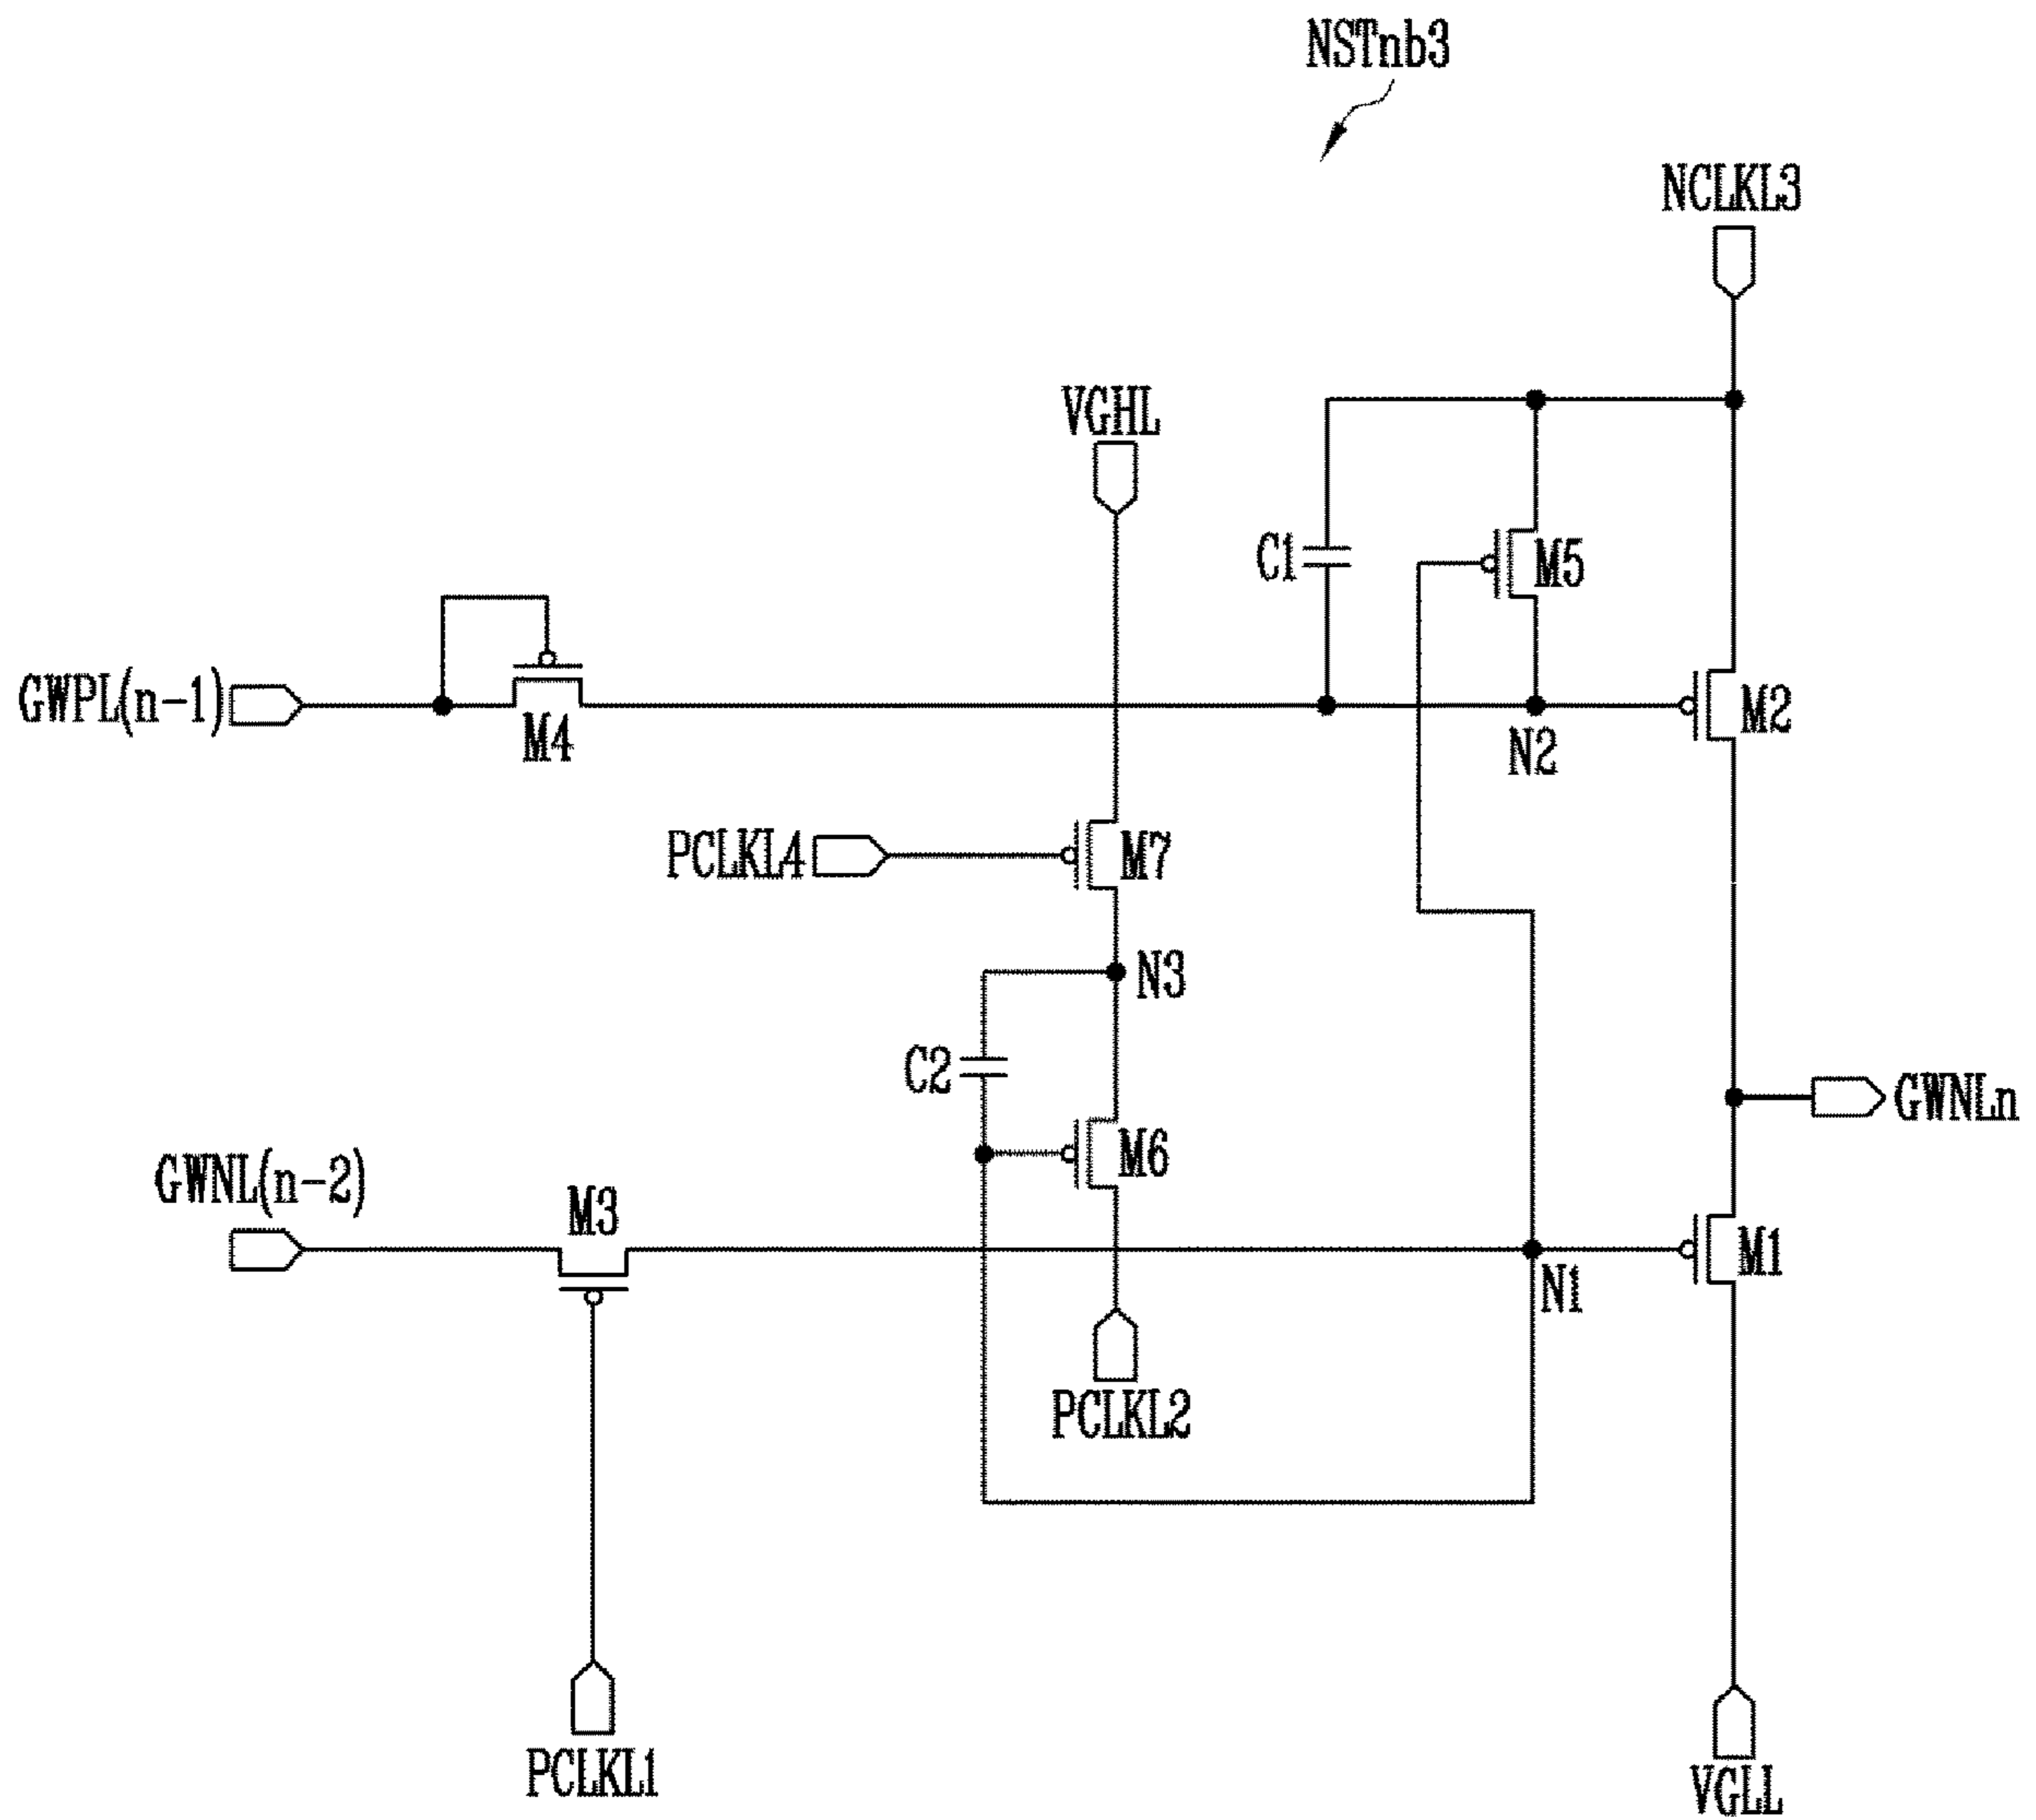 NSTnb3
NCLKL3
VGHL
C1
M5
GWPL(n-1)
M4
M2
N2
PCLKL4
M7
N3
C2
M6
GWNLn
GWNL(n-2)
M3
M1
N1
PCLKL2
PCLKL1
VGLL